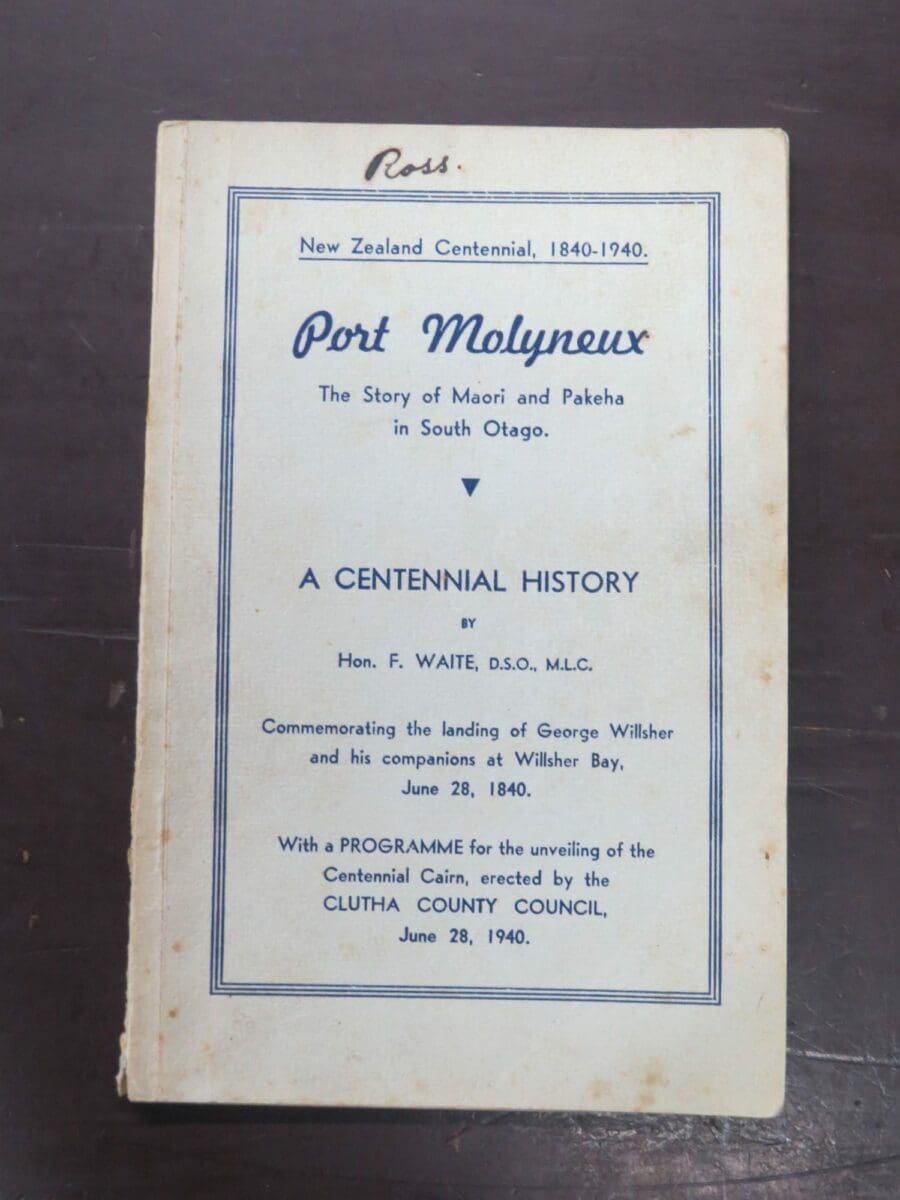 Ross.
New Zealand Centennial, 1840-1940.
Port Molyneux
The Story of Maori and Pakeha
in South Otago.
A CENTENNIAL HISTORY
BY
Hon. F. WAITE, D.S.O., M.L.C.
Commemorating the landing of George Willsher
and his companions at Willsher Bay,
June 28, 1840.
With a PROGRAMME for the unveiling of the
Centennial Cairn, erected by the
CLUTHA COUNTY COUNCIL,
June 28, 1940.